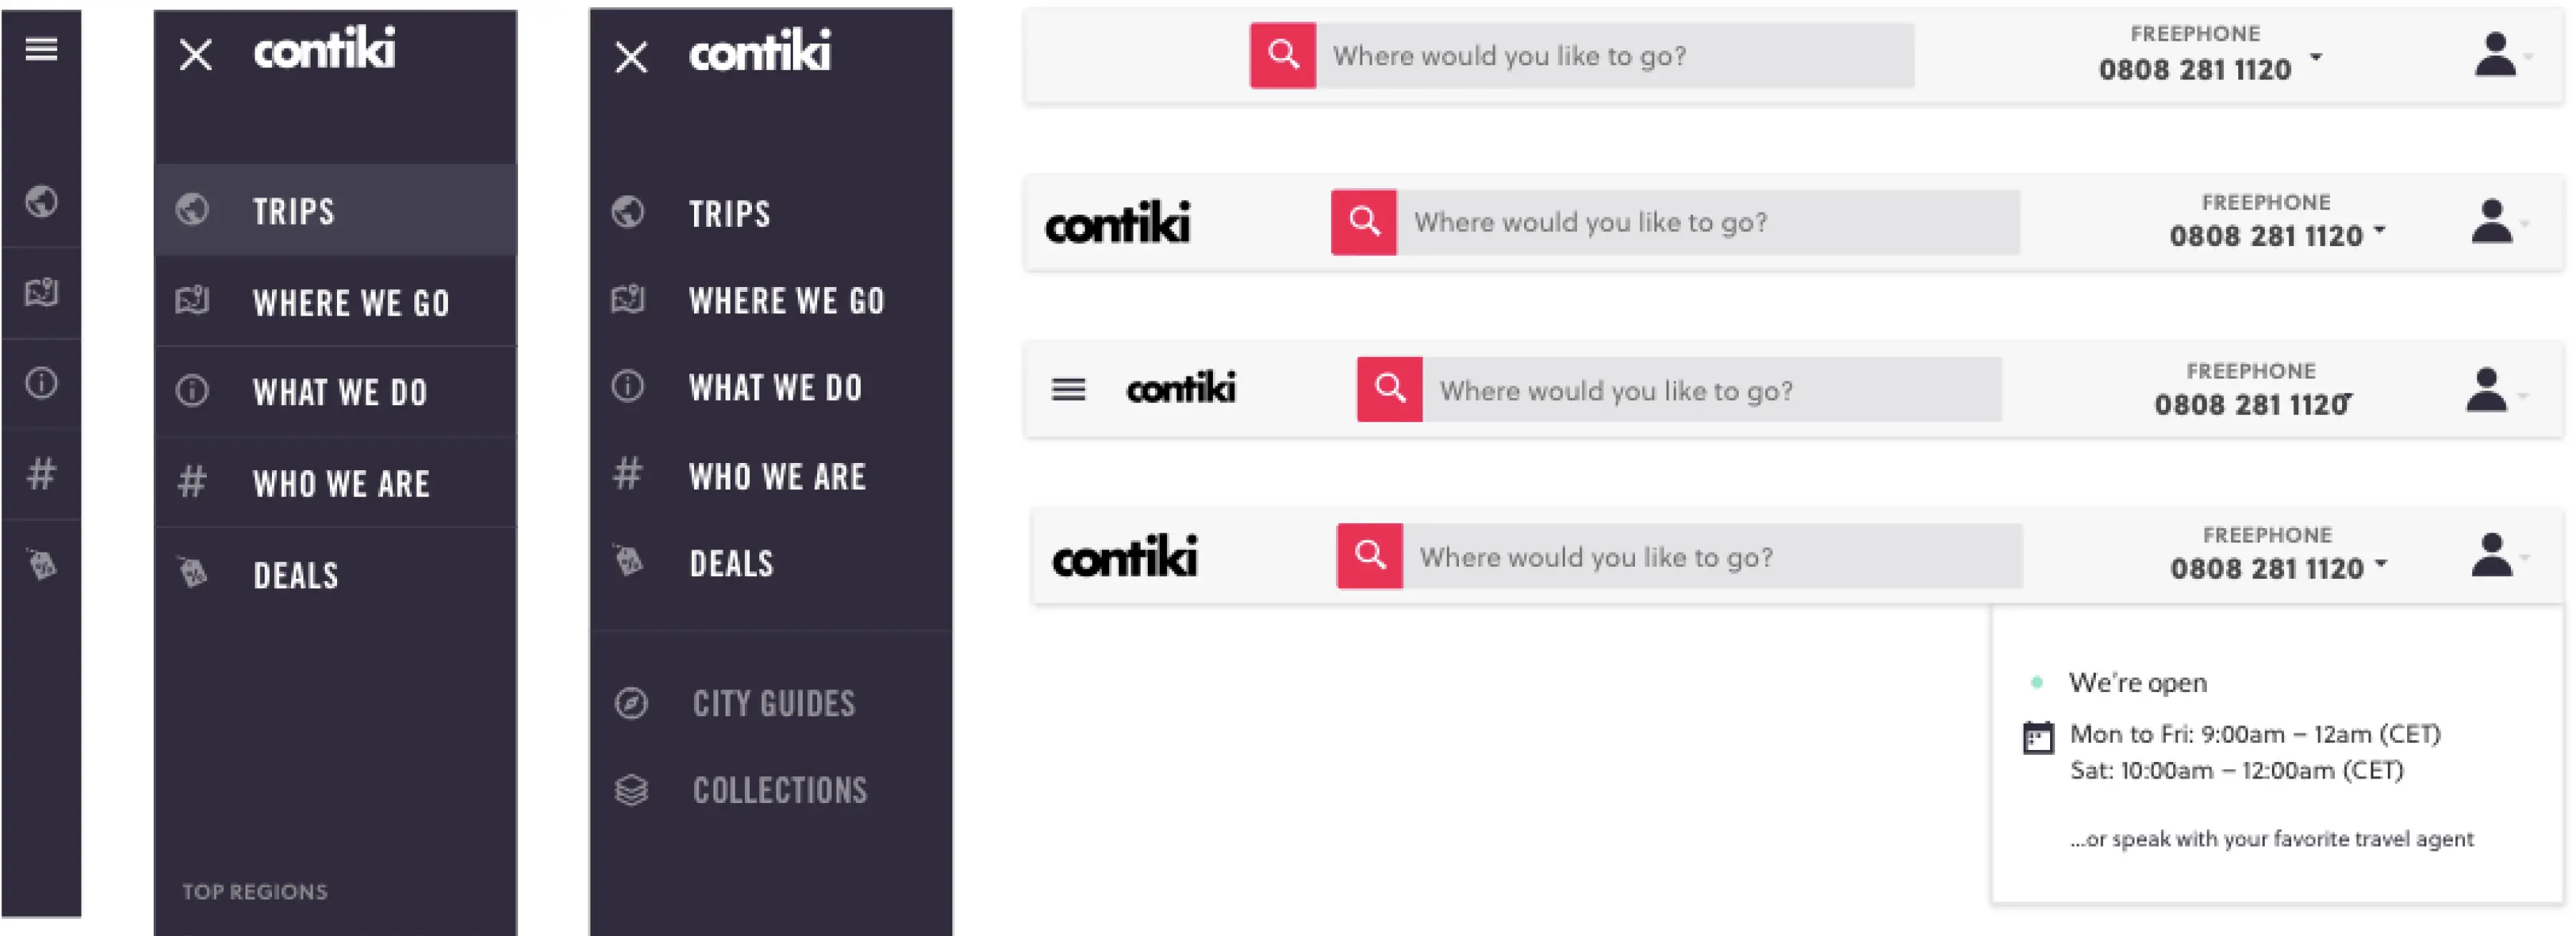 contiki
TRIPS
WHERE WE GO
WHAT WE DO
# WHO WE ARE
DEALS
TOP REGIONS
contiki
TRIPS
WHERE WE GO
WHAT WE DO
# WHO WE ARE
DEALS
CITY GUIDES
COLLECTIONS
Where would you like to go?
FREEPHONE
0808 281 1120
contiki
Where would you like to go?
FREEPHONE
0808 281 1120
contiki
Where would you like to go?
FREEPHONE
0808 281 1120
contiki
Where would you like to go?
FREEPHONE
0808 281 1120
We're open
Mon to Fri: 9:00am – 12am (CET)
Sat: 10:00am – 12:00am (CET)
...or speak with your favorite travel agent